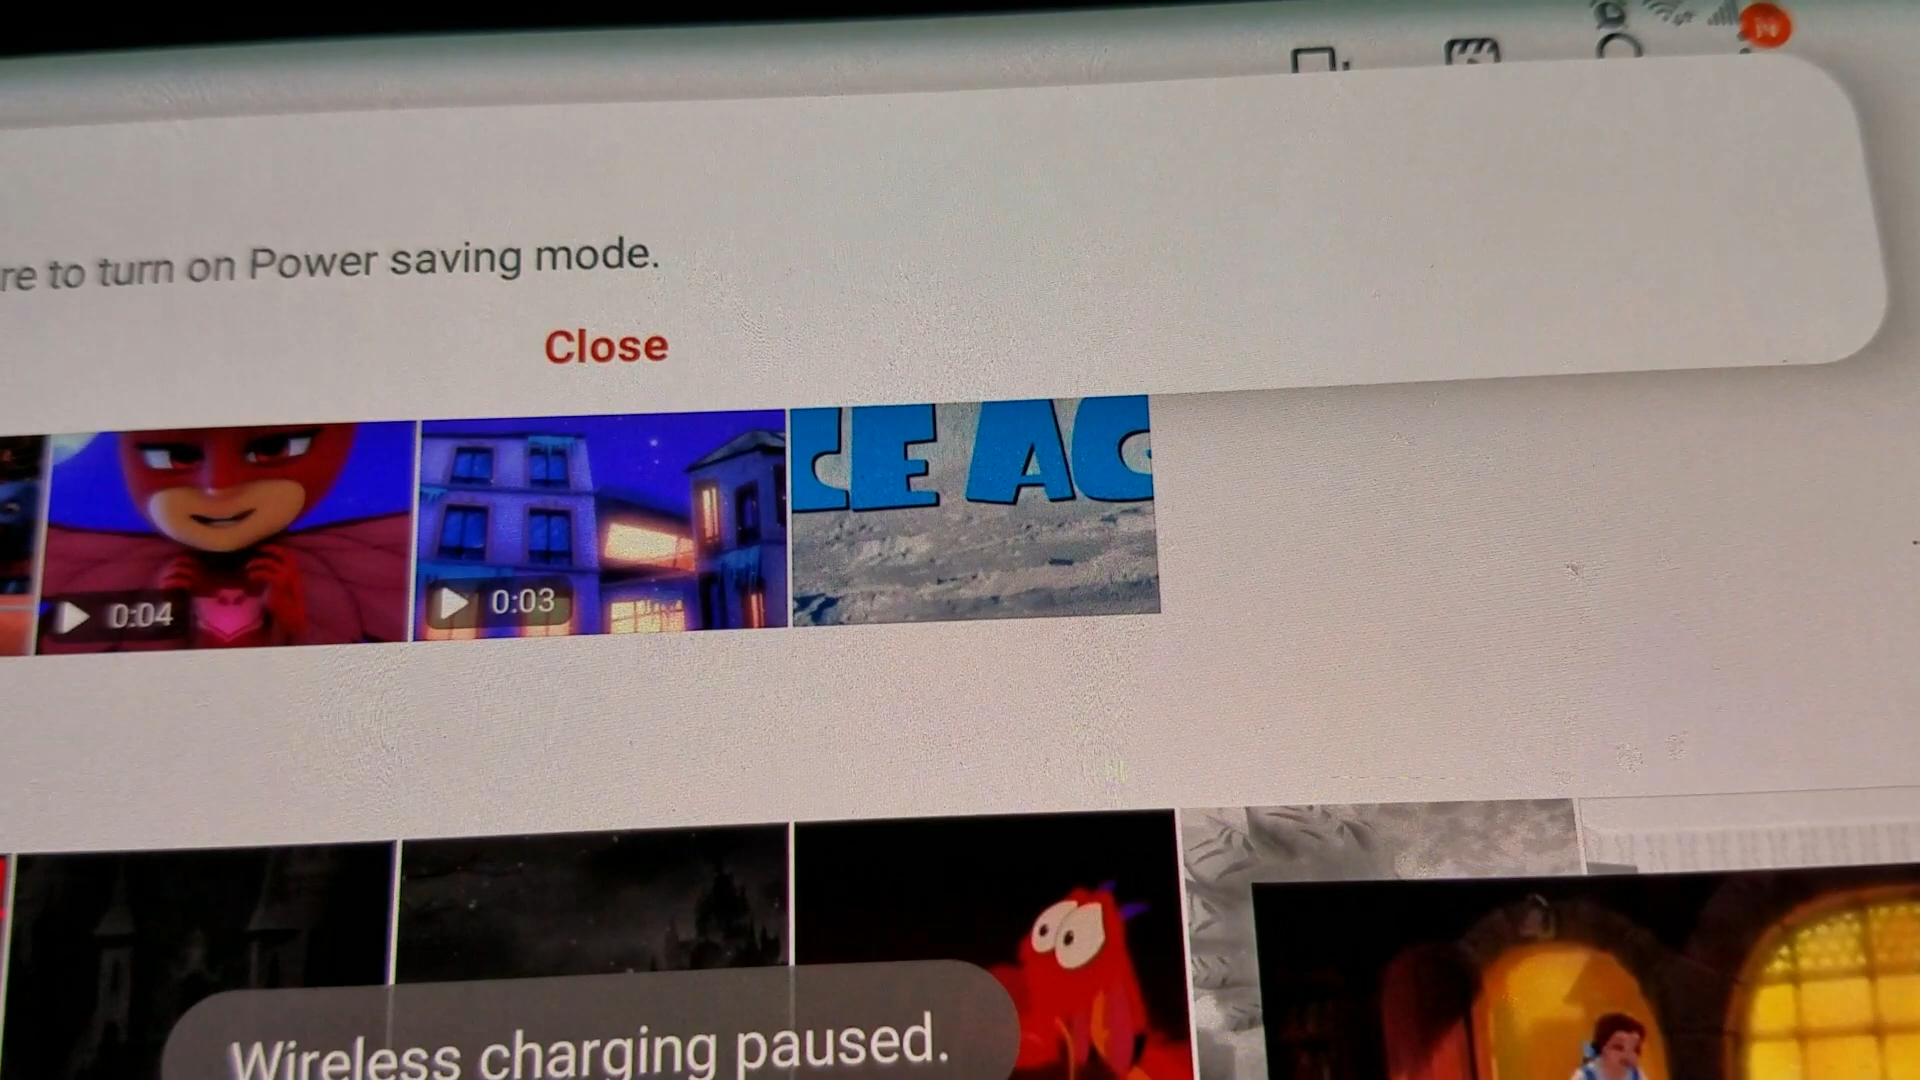 re to turn on Power saving mode.
Close
CE AG
0:04
0:03
Wireless charging paused.